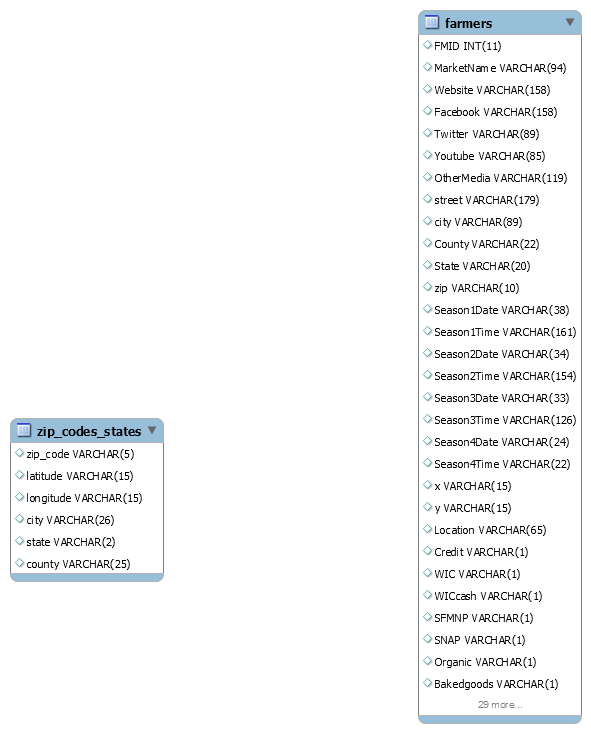 farmers
FMID INT(11)
MarketName VARCHAR(94)
Website VARCHAR(158)
Facebook VARCHAR(158)
Twitter VARCHAR(89)
Youtube VARCHAR(85)
OtherMedia VARCHAR(119)
street VARCHAR(179)
city VARCHAR(89)
County VARCHAR(22)
State VARCHAR(20)
zip VARCHAR(10)
Season1Date VARCHAR(38)
Season1Time VARCHAR(161)
Season2Date VARCHAR(34)
Season2Time VARCHAR(154)
Season3Date VARCHAR(33)
Season3Time VARCHAR(126)
Season4Date VARCHAR(24)
Season4Time VARCHAR(22)
x VARCHAR(15)
y VARCHAR(15)
Location VARCHAR(65)
Credit VARCHAR(1)
WIC VARCHAR(1)
WICcash VARCHAR(1)
SFMNP VARCHAR(1)
SNAP VARCHAR(1)
Organic VARCHAR(1)
Bakedgoods VARCHAR(1)
29 more...
zip_codes_states
zip_code VARCHAR(5)
latitude VARCHAR(15)
longitude VARCHAR(15)
city VARCHAR(26)
state VARCHAR(2)
county VARCHAR(25)